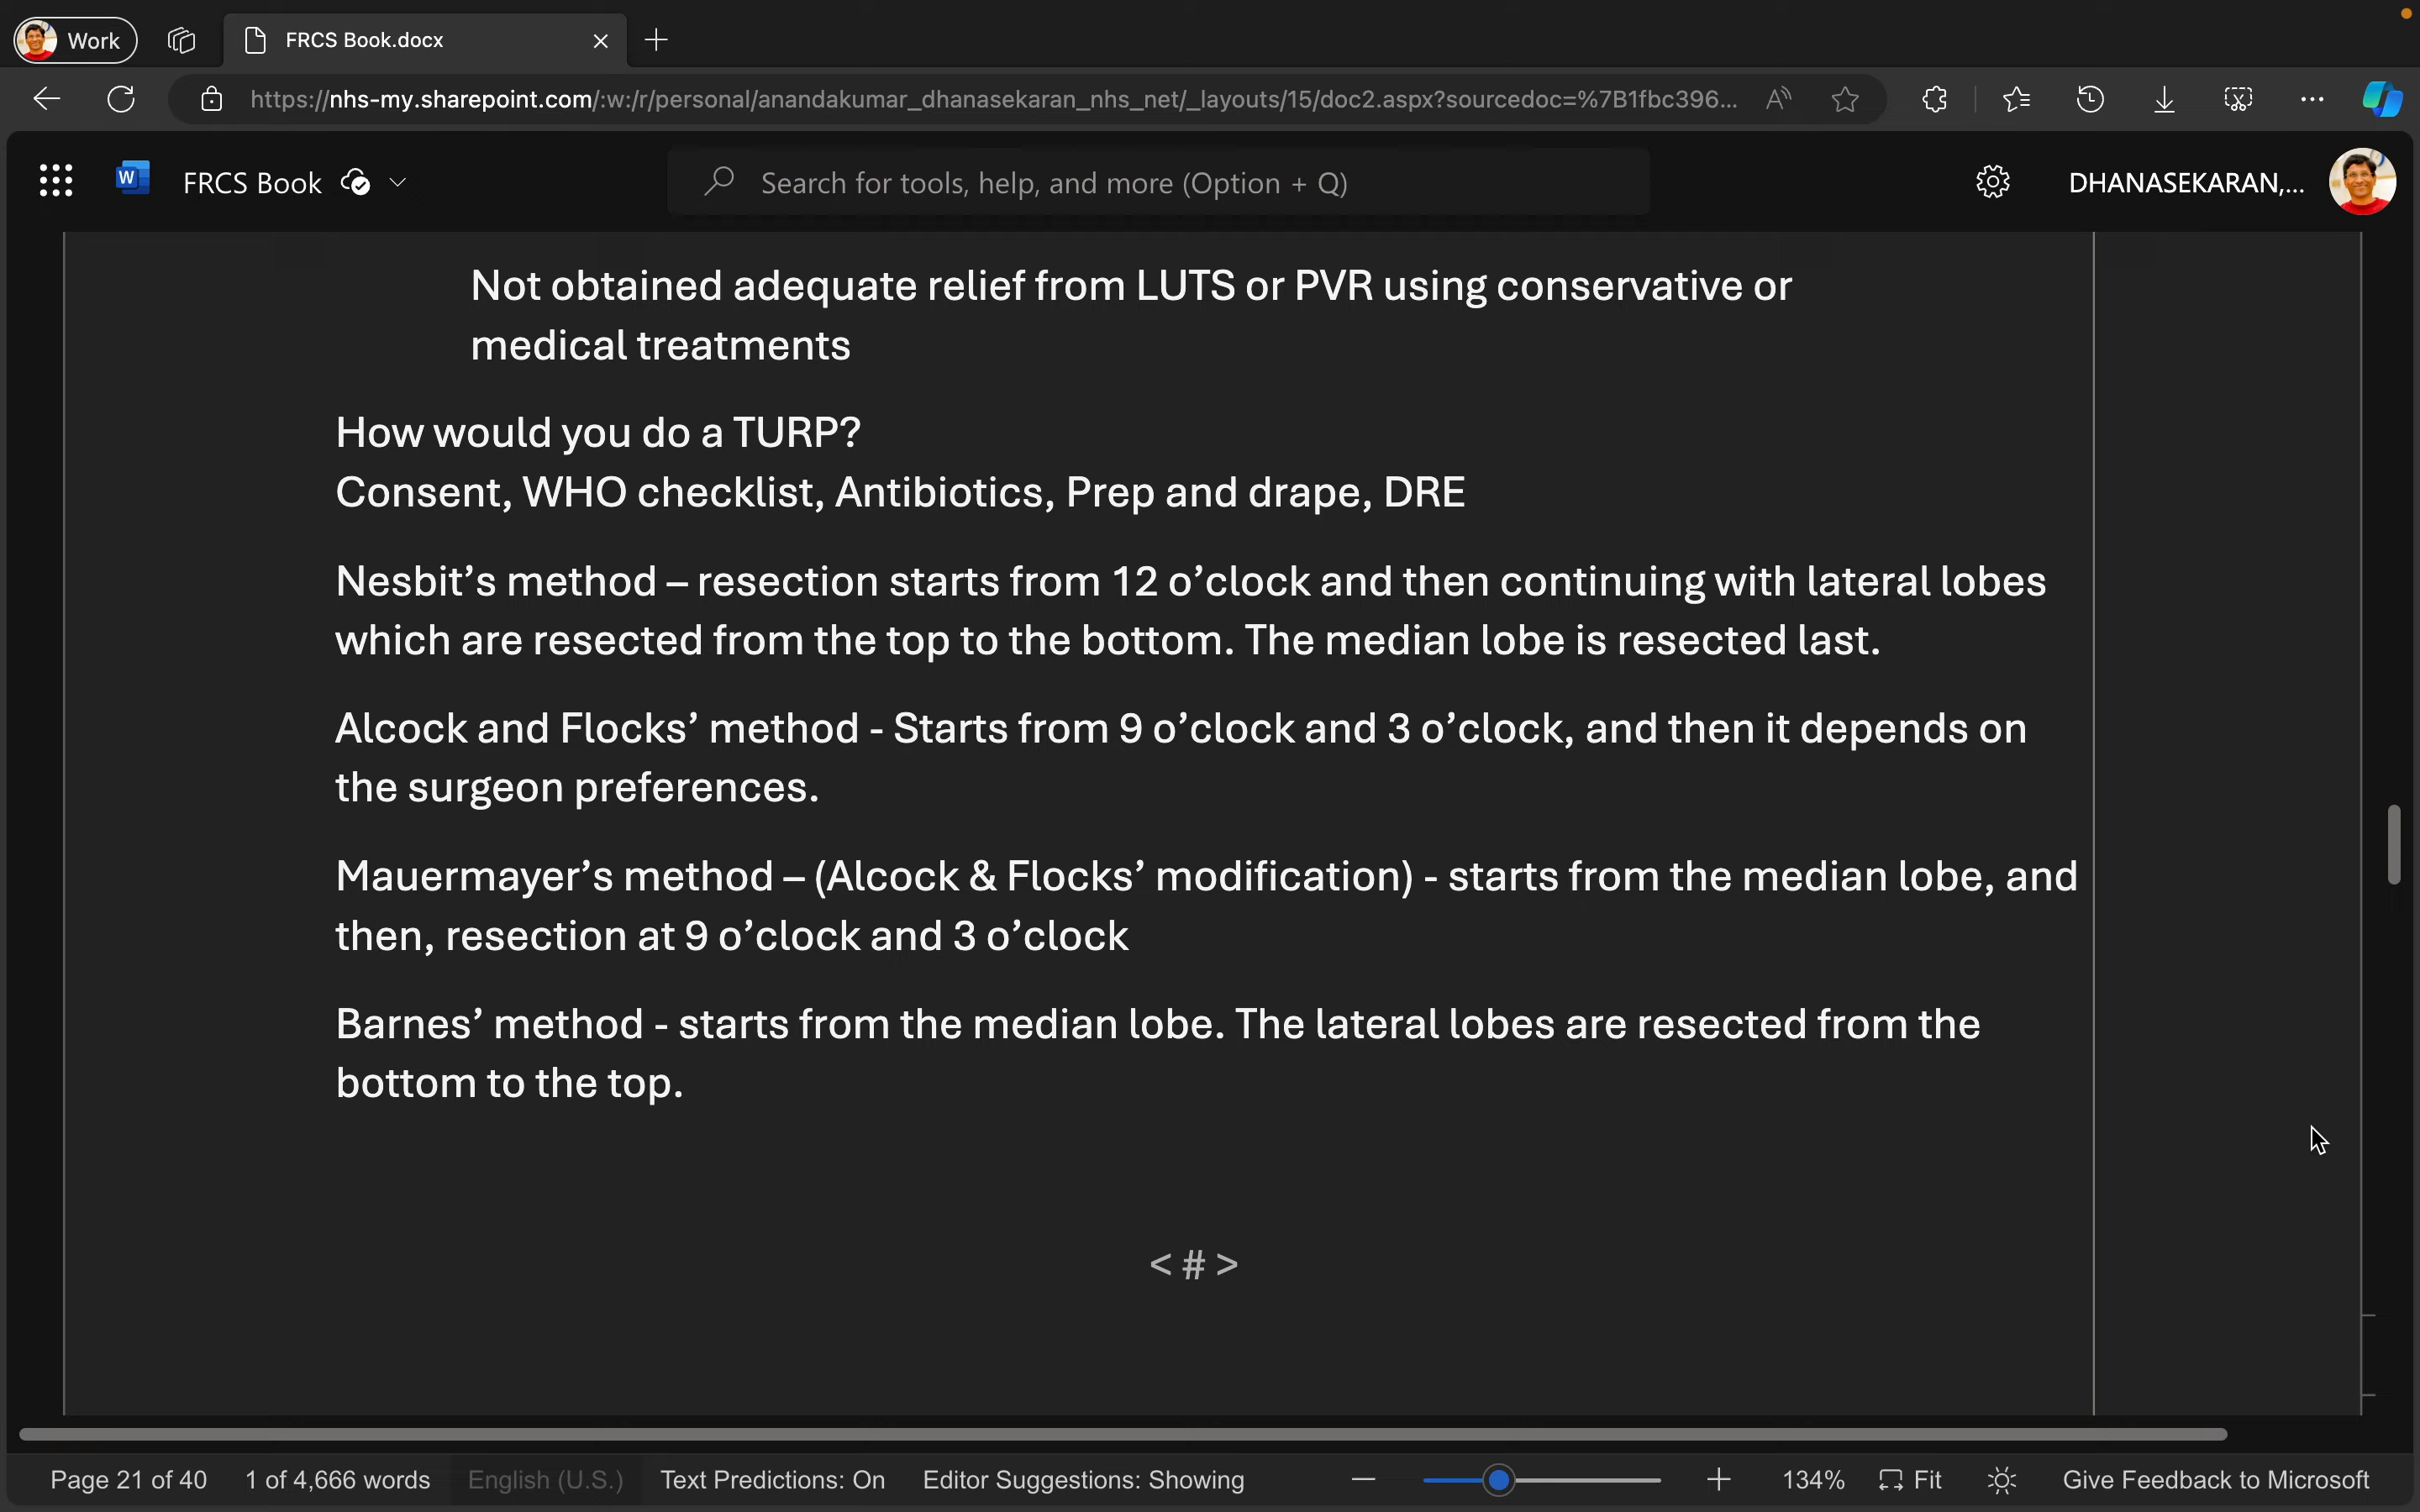 Work
FRCS Book.docx
https://nhs-my.sharepoint.com/:w:/r/personal/anandakumar_dhanasekaran_nhs_net/_layouts/15/doc2.aspx?sourcedoc=%7B1fbc396...
FRCS Book
Search for tools, help, and more (Option + Q)
DHANASEKARAN,...
Not obtained adequate relief from LUTS or PVR using conservative or
medical treatments
How would you do a TURP?
Consent, WHO checklist, Antibiotics, Prep and drape, DRE
Nesbit’s method – resection starts from 12 o’clock and then continuing with lateral lobes
which are resected from the top to the bottom. The median lobe is resected last.
Alcock and Flocks’ method - Starts from 9 o’clock and 3 o’clock, and then it depends on
the surgeon preferences.
Mauermayer’s method – (Alcock & Flocks’ modification) - starts from the median lobe, and
then, resection at 9 o’clock and 3 o’clock
Barnes’ method - starts from the median lobe. The lateral lobes are resected from the
bottom to the top.
< # >
Page 21 of 40 1 of 4,666 words English (U.S.) Text Predictions: On Editor Suggestions: Showing 134% Fit Give Feedback to Microsoft